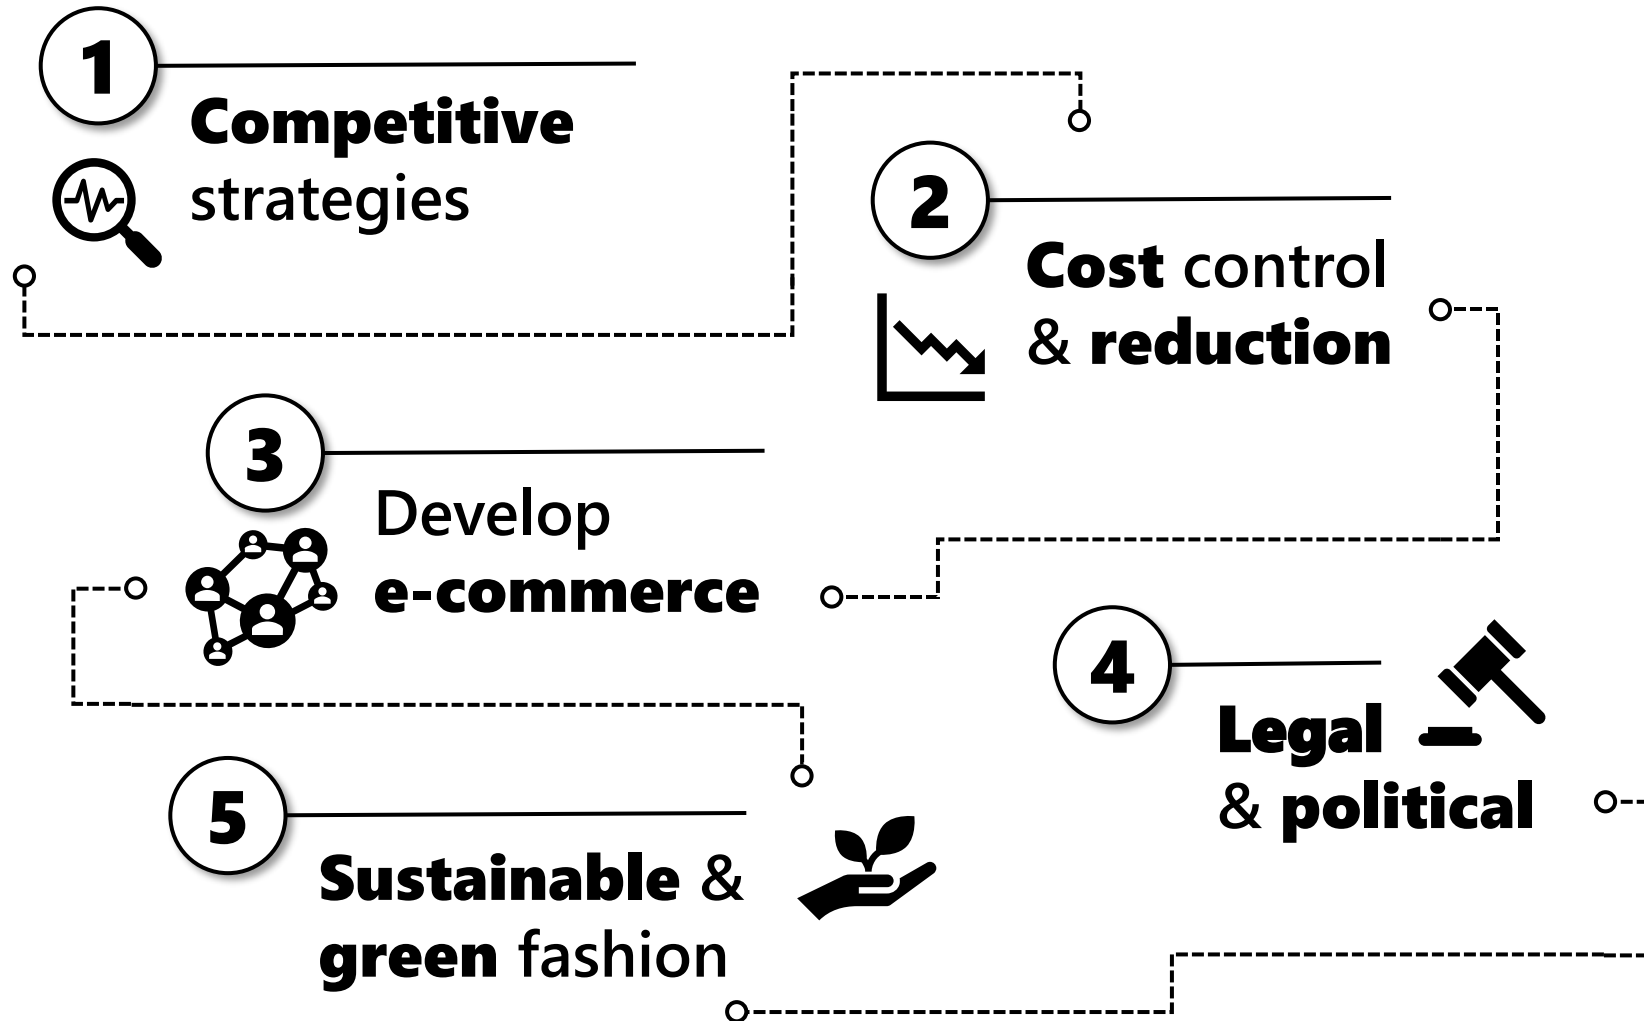 1
Competitive
strategies
2
Cost control
& reduction
3
Develop
e-commerce
4
Legal
& political
5
Sustainable &
green fashion